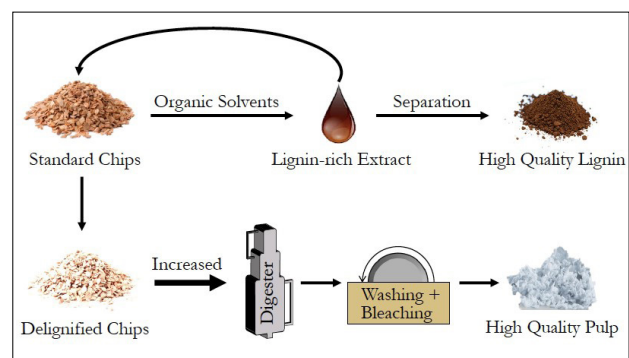 Organic Solvents
Separation
Standard Chips
Lignin-rich Extract
High Quality Lignin
Increased
Digester
Washing +
Bleaching
Delignified Chips
High Quality Pulp